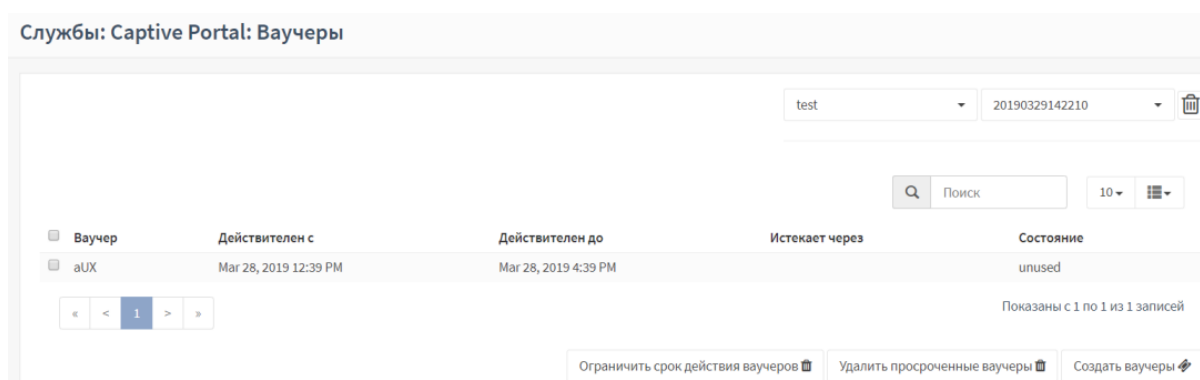 Службы: Captive Portal: Ваучеры
test 20190329142210
Поиск 10
Ваучер Действителен с Действителен до Истекает через Состояние
aUX Mar 28, 2019 12:39 PM Mar 28, 2019 4:39 PM unused
« < 1 > » Показаны с 1 по 1 из 1 записей
Ограничить срок действия ваучеров Удалить просроченные ваучеры Создать ваучеры